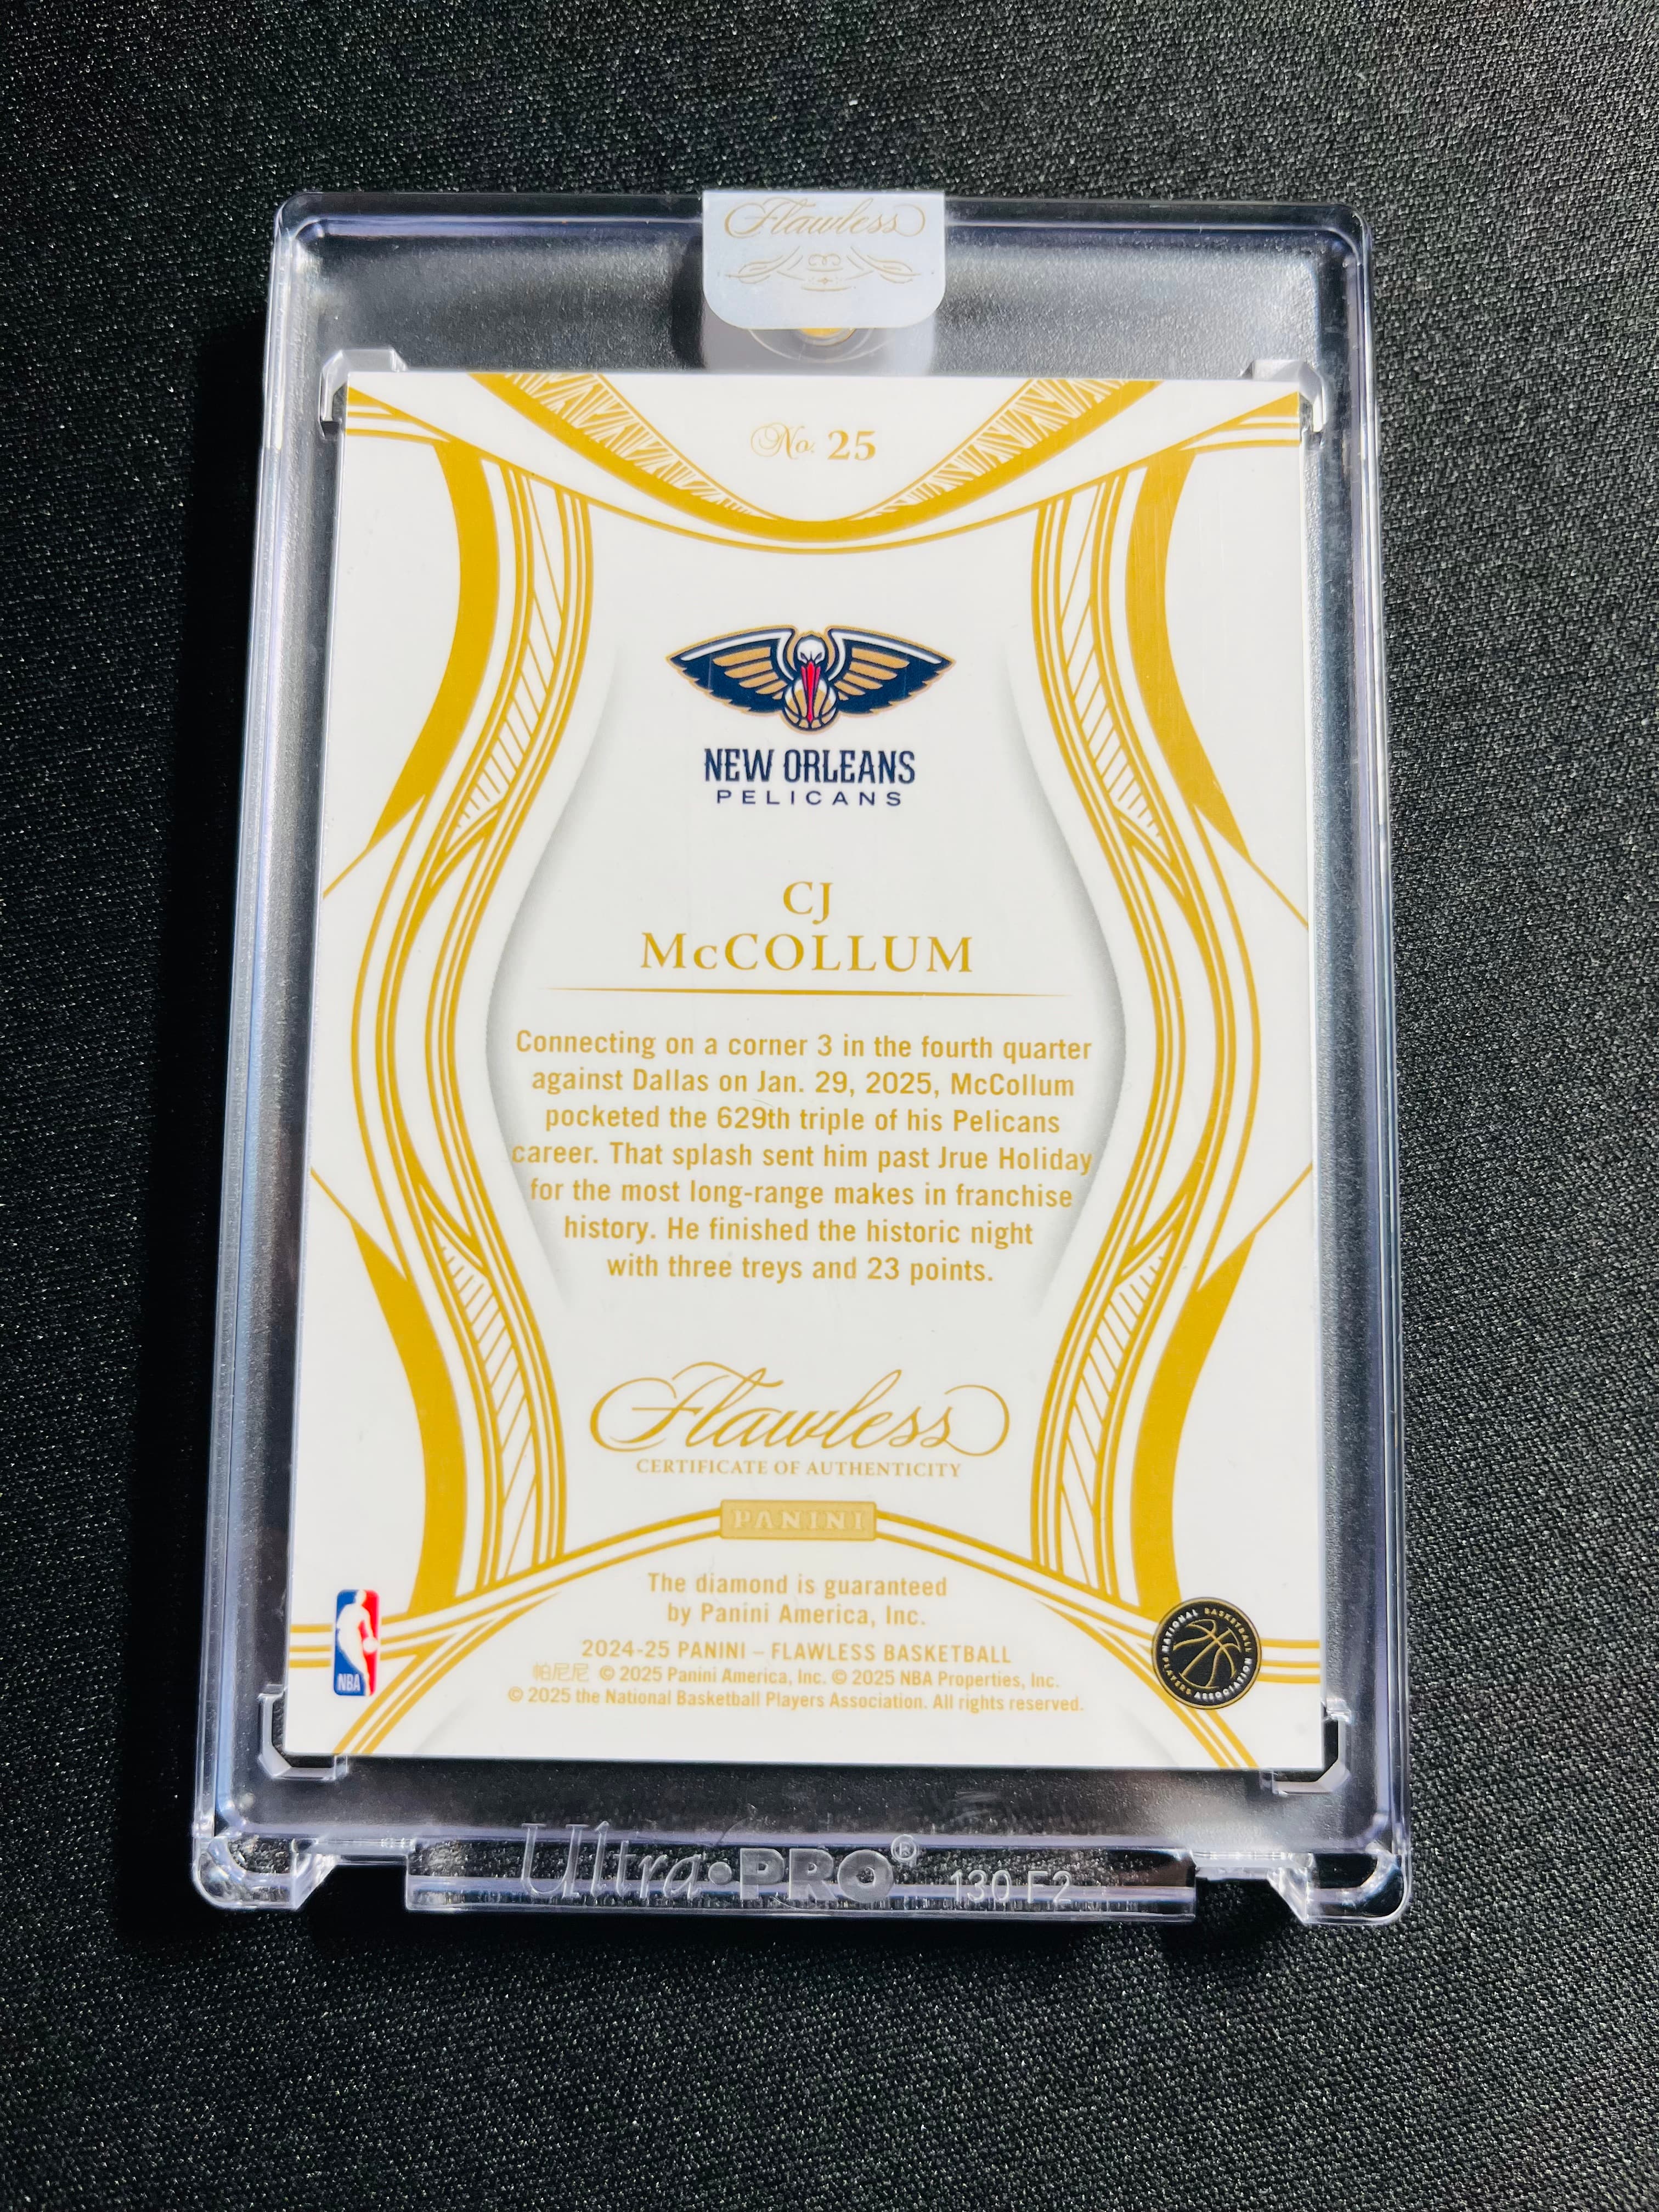 Flawless
No. 25
NEW ORLEANS
PELICANS
CJ
McCOLLUM
Connecting on a corner 3 in the fourth quarter
against Dallas on Jan. 29, 2025, McCollum
pocketed the 629th triple of his Pelicans
career. That splash sent him past Jrue Holiday
for the most long-range makes in franchise
history. He finished the historic night
with three treys and 23 points.
Flawless
CERTIFICATE OF AUTHENTICITY
PANINI
The diamond is guaranteed
by Panini America, Inc.
2024-25 PANINI – FLAWLESS BASKETBALL
帕尼尼 © 2025 Panini America, Inc. © 2025 NBA Properties, Inc.
© 2025 the National Basketball Players Association. All rights reserved.
NBA
NATIONAL BASKETBALL PLAYERS ASSOCIATION
Ultra•PRO® 130 F2